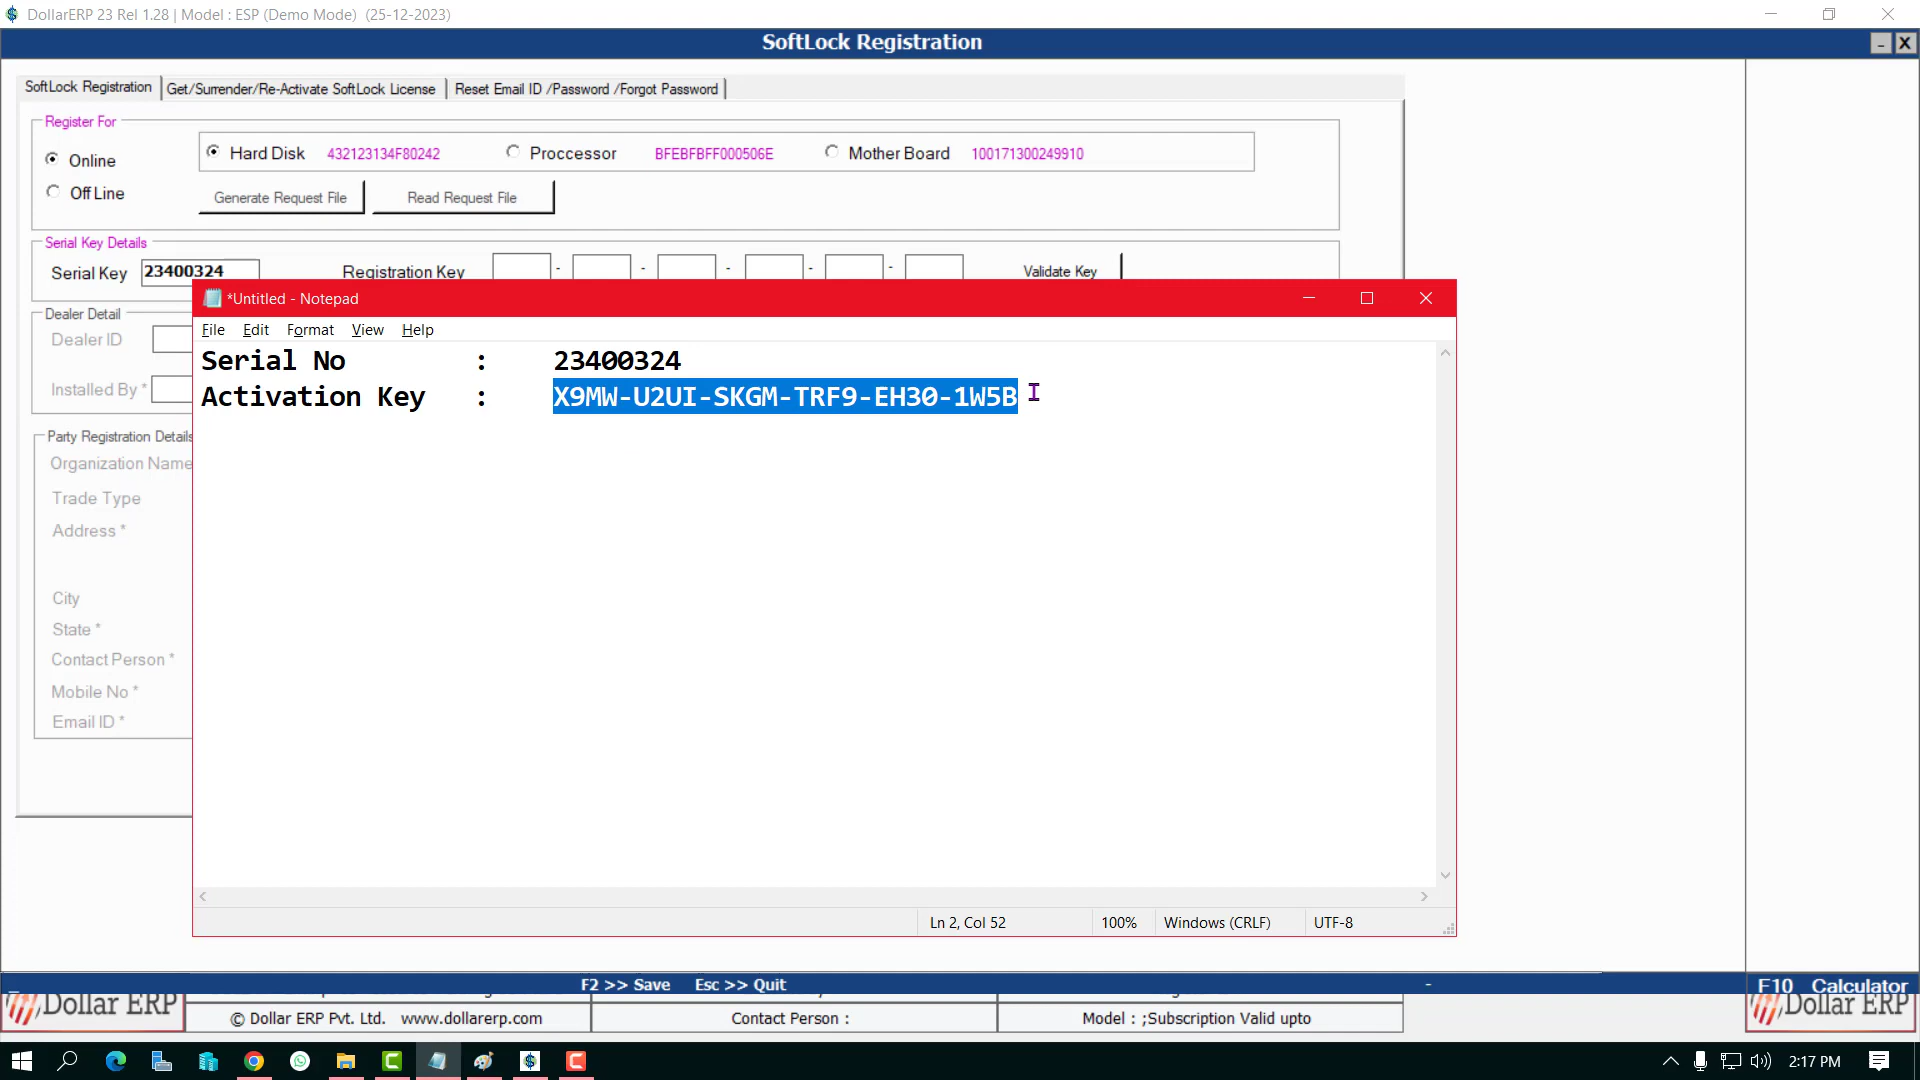 DollarERP 23 Rel 1.28 | Model : ESP (Demo Mode)  (25-12-2023)
SoftLock Registration
SoftLock Registration
Get/Surrender/Re-Activate SoftLock License
Reset Email ID /Password /Forgot Password
Register For
Online
Hard Disk 432123134F80242 Proccessor BFEBFBFF000506E Mother Board 100171300249910
Off Line
Generate Request File
Read Request File
Serial Key Details
Serial Key 23400324 Registration Key - - - - - Validate Key
*Untitled - Notepad
File Edit Format View Help
Serial No : 23400324
Activation Key : X9MW-U2UI-SKGM-TRF9-EH30-1W5B
Dealer Detail
Dealer ID
Installed By *
Party Registration Details
Organization Name
Trade Type
Address *
City
State *
Contact Person *
Mobile No *
Email ID *
Ln 2, Col 52 100% Windows (CRLF) UTF-8
F2 >> Save Esc >> Quit -
F10 Calculator
Dollar ERP
© Dollar ERP Pvt. Ltd. www.dollarerp.com
Contact Person :
Model : ;Subscription Valid upto
Dollar ERP
2:17 PM